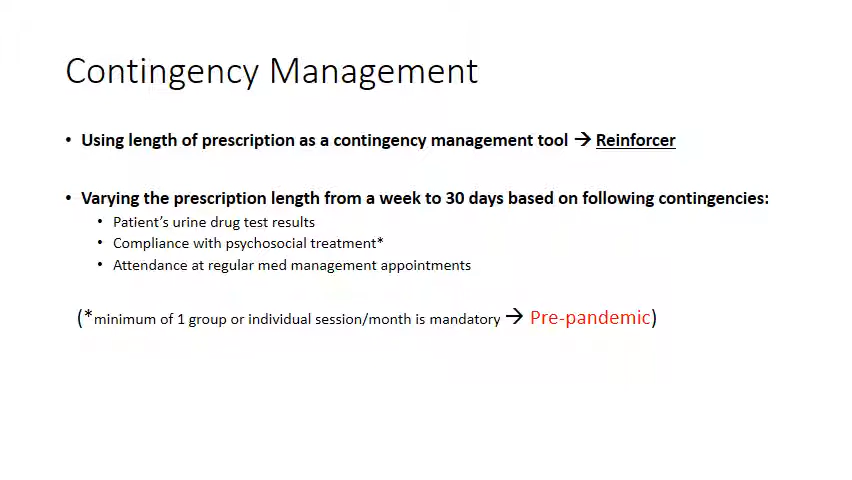 Contingency Management
• Using length of prescription as a contingency management tool → Reinforcer
• Varying the prescription length from a week to 30 days based on following contingencies:
• Patient's urine drug test results
• Compliance with psychosocial treatment*
• Attendance at regular med management appointments
(*minimum of 1 group or individual session/month is mandatory → Pre-pandemic)